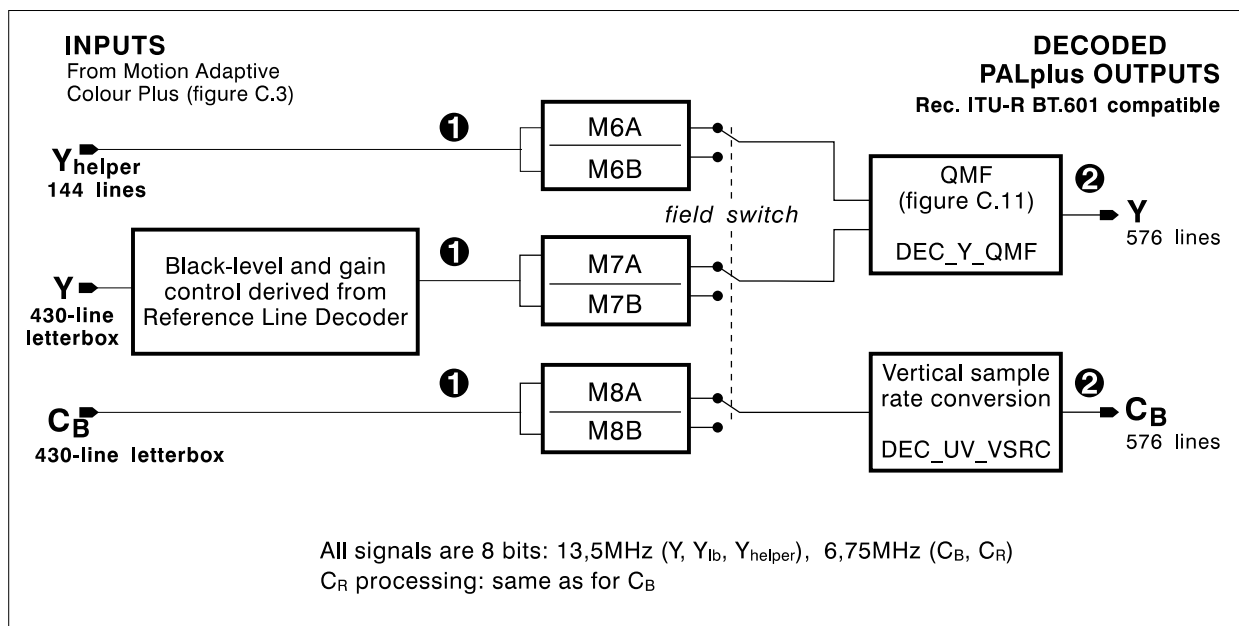 INPUTS
From Motion Adaptive
Colour Plus (figure C.3)
DECODED
PALplus OUTPUTS
Rec. ITU-R BT.601 compatible
Yhelper
144 lines
1
M6A
M6B
field switch
QMF
(figure C.11)
DEC_Y_QMF
2
Y
576 lines
Y
430-line
letterbox
Black-level and gain
control derived from
Reference Line Decoder
1
M7A
M7B
CB
430-line letterbox
1
M8A
M8B
Vertical sample
rate conversion
DEC_UV_VSRC
2
CB
576 lines
All signals are 8 bits: 13,5MHz (Y, Ylb, Yhelper), 6,75MHz (CB, CR)
CR processing: same as for CB